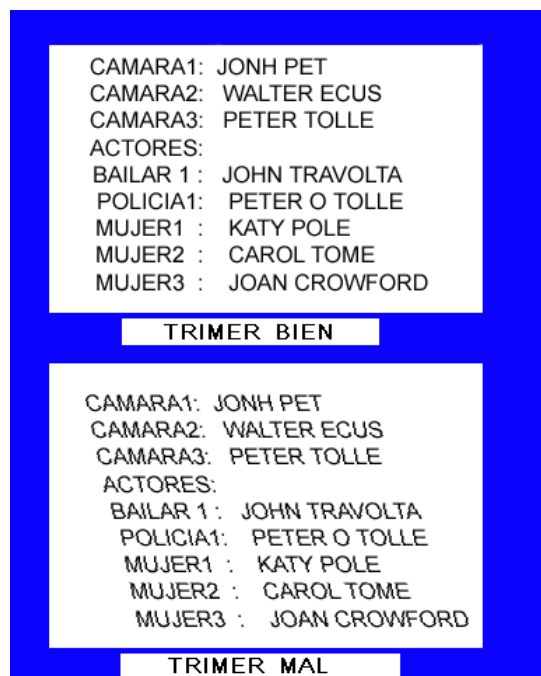 CAMARA1: JONH PET
CAMARA2: WALTER ECUS
CAMARA3: PETER TOLLE
ACTORES:
BAILAR 1 : JOHN TRAVOLTA
POLICIA1: PETER O TOLLE
MUJER1 : KATY POLE
MUJER2 : CAROL TOME
MUJER3 : JOAN CROWFORD
TRIMER BIEN
CAMARA1: JONH PET
CAMARA2: WALTER ECUS
CAMARA3: PETER TOLLE
ACTORES:
BAILAR 1 : JOHN TRAVOLTA
POLICIA1: PETER O TOLLE
MUJER1 : KATY POLE
MUJER2 : CAROL TOME
MUJER3 : JOAN CROWFORD
TRIMER MAL